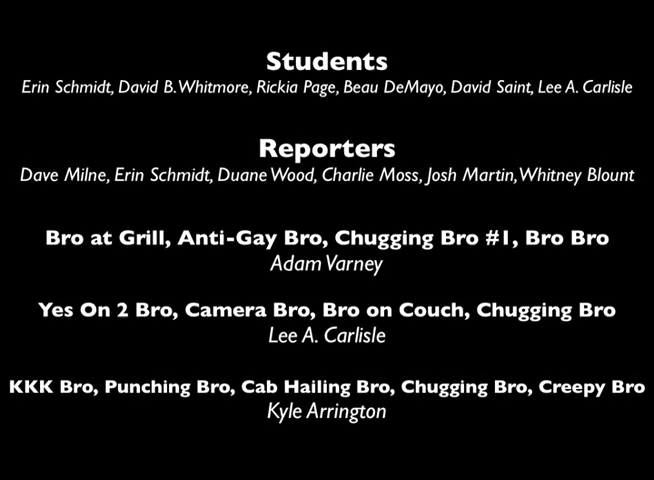 Students
Erin Schmidt, David B. Whitmore, Rickia Page, Beau DeMayo, David Saint, Lee A. Carlisle
Reporters
Dave Milne, Erin Schmidt, Duane Wood, Charlie Moss, Josh Martin, Whitney Blount
Bro at Grill, Anti-Gay Bro, Chugging Bro #1, Bro Bro
Adam Varney
Yes On 2 Bro, Camera Bro, Bro on Couch, Chugging Bro
Lee A. Carlisle
KKK Bro, Punching Bro, Cab Hailing Bro, Chugging Bro, Creepy Bro
Kyle Arrington